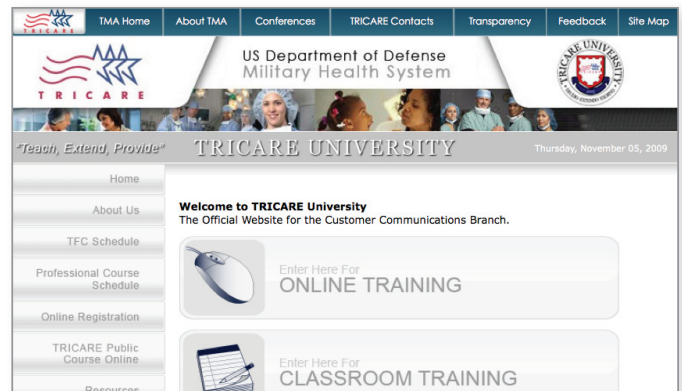 TRICARE
TMA Home
About TMA
Conferences
TRICARE Contacts
Transparency
Feedback
Site Map
TRICARE
US Department of Defense
Military Health System
TRICARE UNIVERSITY
"Teach, Extend, Provide"
TRICARE UNIVERSITY
Thursday, November 05, 2009
Home
About Us
TFC Schedule
Professional Course
Schedule
Online Registration
TRICARE Public
Course Online
Resources
Welcome to TRICARE University
The Official Website for the Customer Communications Branch.
Enter Here For
ONLINE TRAINING
Enter Here For
CLASSROOM TRAINING